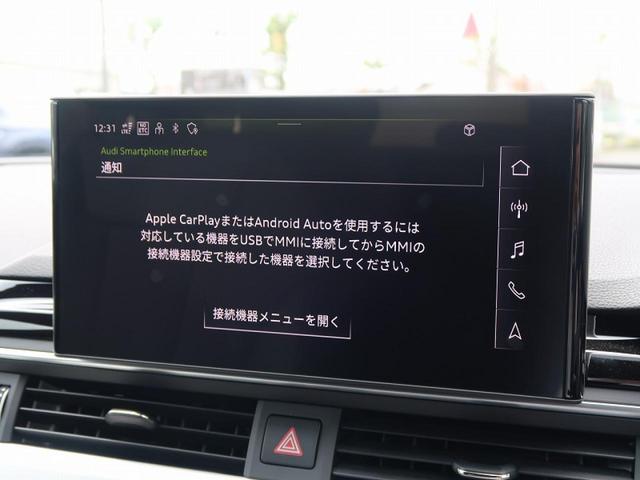 12:31 LTE NO ETC
Audi Smartphone Interface
通知
Apple CarPlayまたはAndroid Autoを使用するには
対応している機器をUSBでMMIに接続してからMMIの
接続機器設定で接続した機器を選択してください。
接続機器メニューを開く